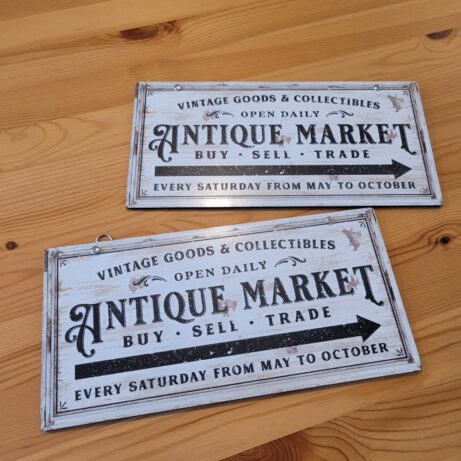 VINTAGE GOODS & COLLECTIBLES
OPEN DAILY
ANTIQUE MARKET
BUY · SELL · TRADE
EVERY SATURDAY FROM MAY TO OCTOBER
VINTAGE GOODS & COLLECTIBLES
OPEN DAILY
ANTIQUE MARKET
BUY · SELL · TRADE
EVERY SATURDAY FROM MAY TO OCTOBER